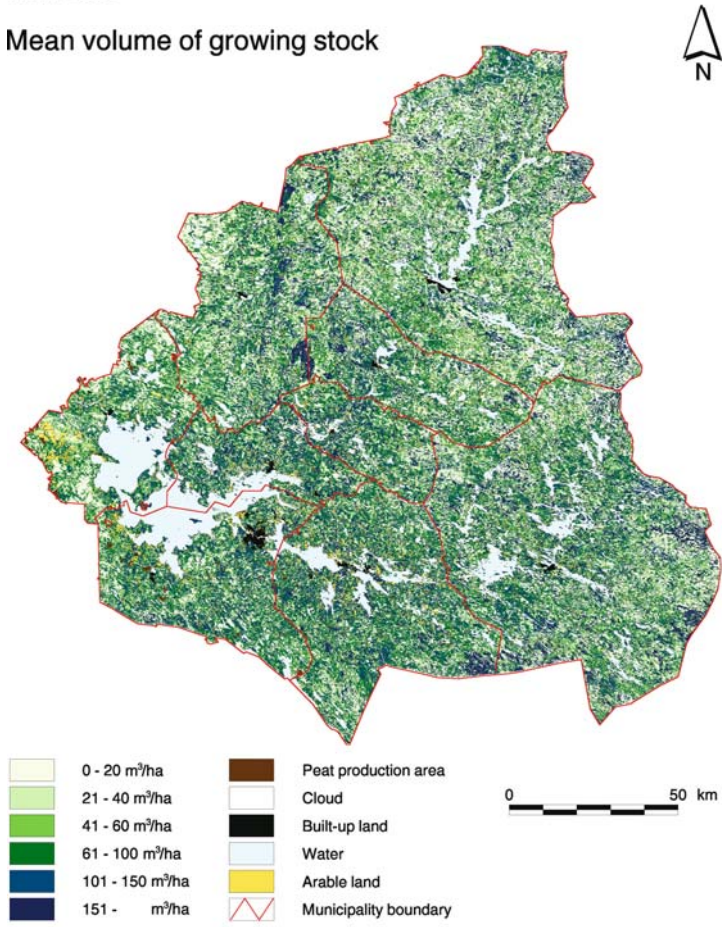 Mean volume of growing stock
N
0 - 20 m³/ha
21 - 40 m³/ha
41 - 60 m³/ha
61 - 100 m³/ha
101 - 150 m³/ha
151 - m³/ha
Peat production area
Cloud
Built-up land
Water
Arable land
Municipality boundary
0 50 km